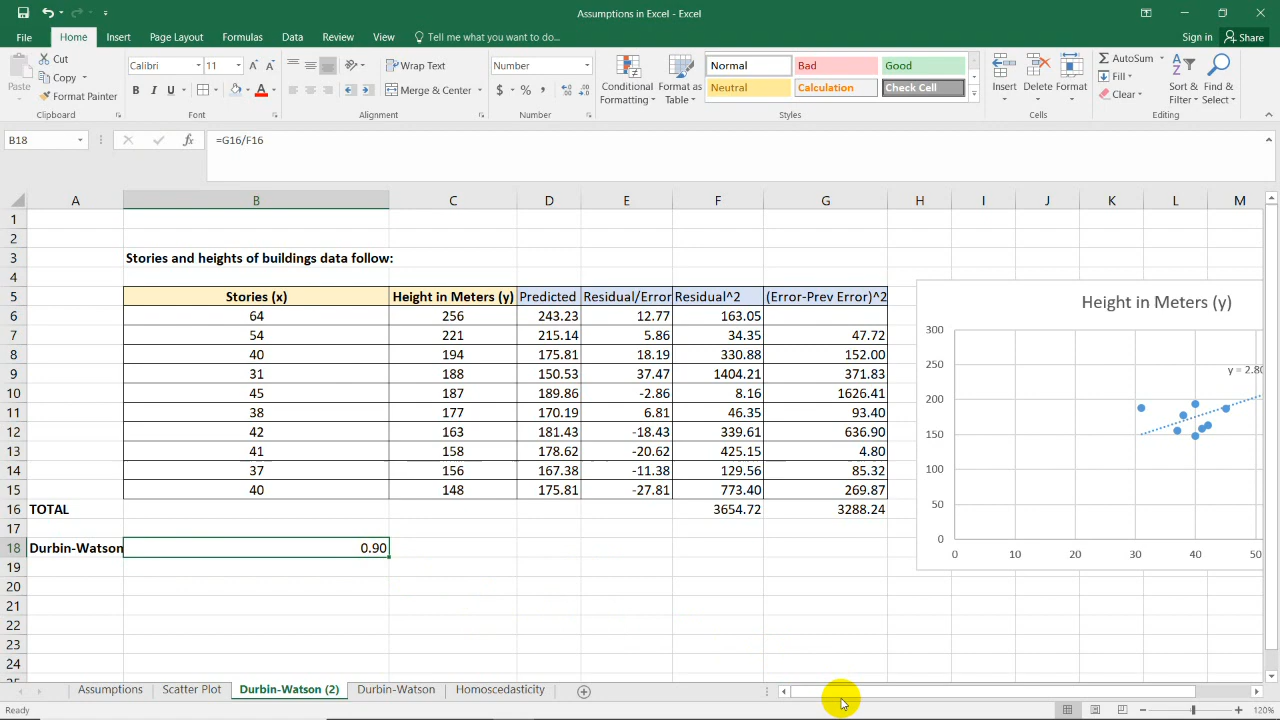 Assumptions in Excel - Excel
File Home Insert Page Layout Formulas Data Review View Tell me what you want to do... Sign in Share
Paste Cut Copy Format Painter Clipboard
Calibri 11 A A B I U A Font
Wrap Text Merge & Center Alignment
Number $ % , Number
Conditional Formatting Format as Table
Normal Bad Good
Neutral Calculation Check Cell
Styles
Insert Delete Format Cells
AutoSum Fill Clear Sort & Filter Find & Select Editing
B18 fx =G16/F16
A B C D E F G H I J K L M
1
2
3 Stories and heights of buildings data follow:
4
5 Stories (x) Height in Meters (y) Predicted Residual/Error Residual^2 (Error-Prev Error)^2
6 64 256 243.23 12.77 163.05
7 54 221 215.14 5.86 34.35 47.72
8 40 194 175.81 18.19 330.88 152.00
9 31 188 150.53 37.47 1404.21 371.83
10 45 187 189.86 -2.86 8.16 1626.41
11 38 177 170.19 6.81 46.35 93.40
12 42 163 181.43 -18.43 339.61 636.90
13 41 158 178.62 -20.62 425.15 4.80
14 37 156 167.38 -11.38 129.56 85.32
15 40 148 175.81 -27.81 773.40 269.87
16 TOTAL 3654.72 3288.24
17
18 Durbin-Watson 0.90
19
20
21
22
23
24
Height in Meters (y)
300
y = 2.80
250
200
150
100
50
0
0 10 20 30 40 50
Assumptions Scatter Plot Durbin-Watson (2) Durbin-Watson Homoscedasticity
Ready 120%